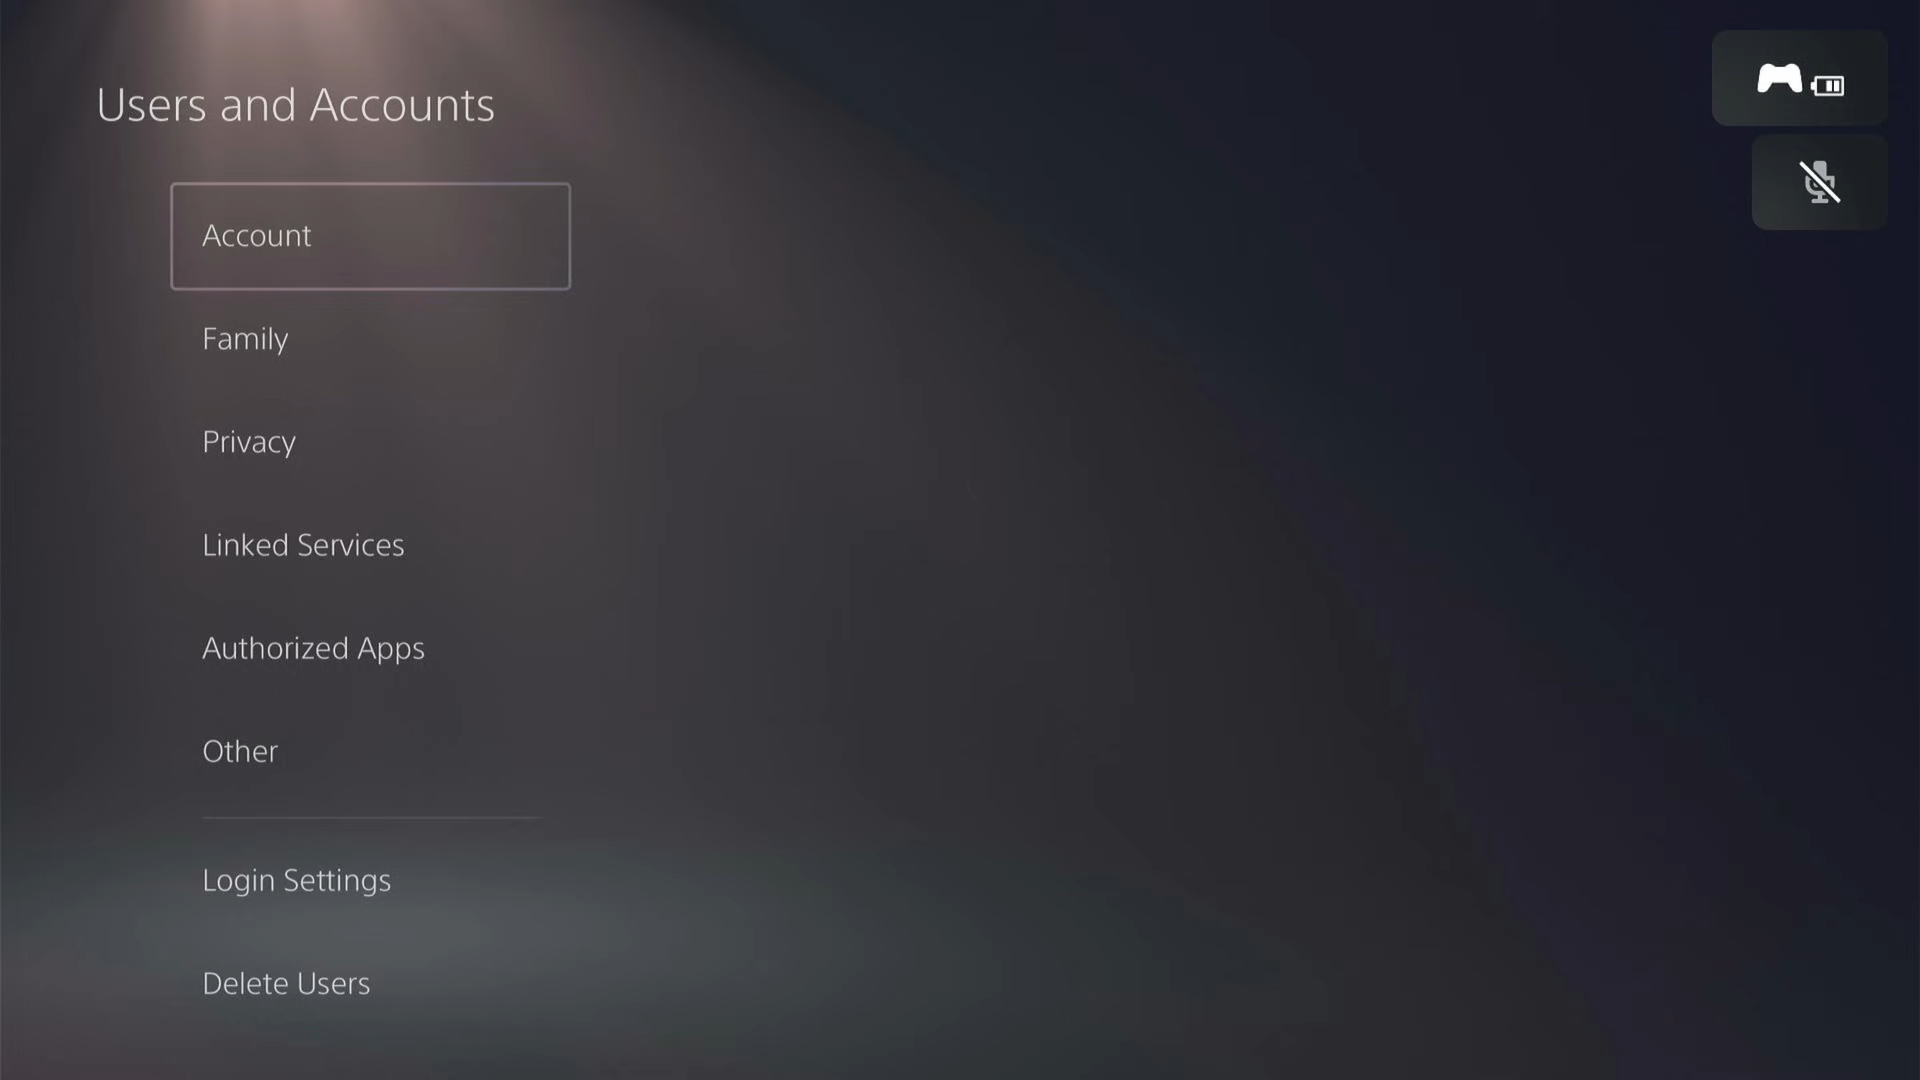 Users and Accounts
Account
Family
Privacy
Linked Services
Authorized Apps
Other
Login Settings
Delete Users